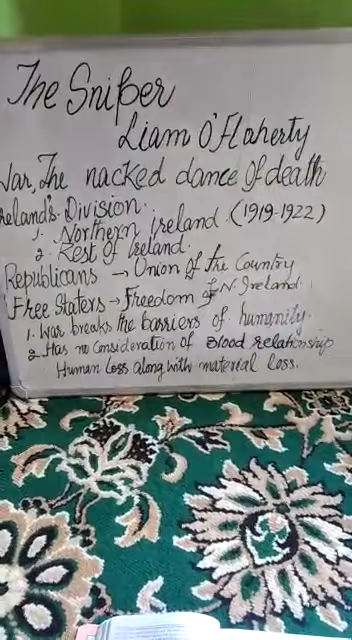 The Sniper
Liam O'Flaherty
War, The nacked dance of death
Ireland's Division.
1. Northern Ireland. (1919-1922)
2. Rest of Ireland.
Republicans → Union of the Country
Free Staters → Freedom of N. Ireland.
1. War breaks the barriers of humanity.
2. Has no Consideration of Blood relationship
Human Loss along with material loss.